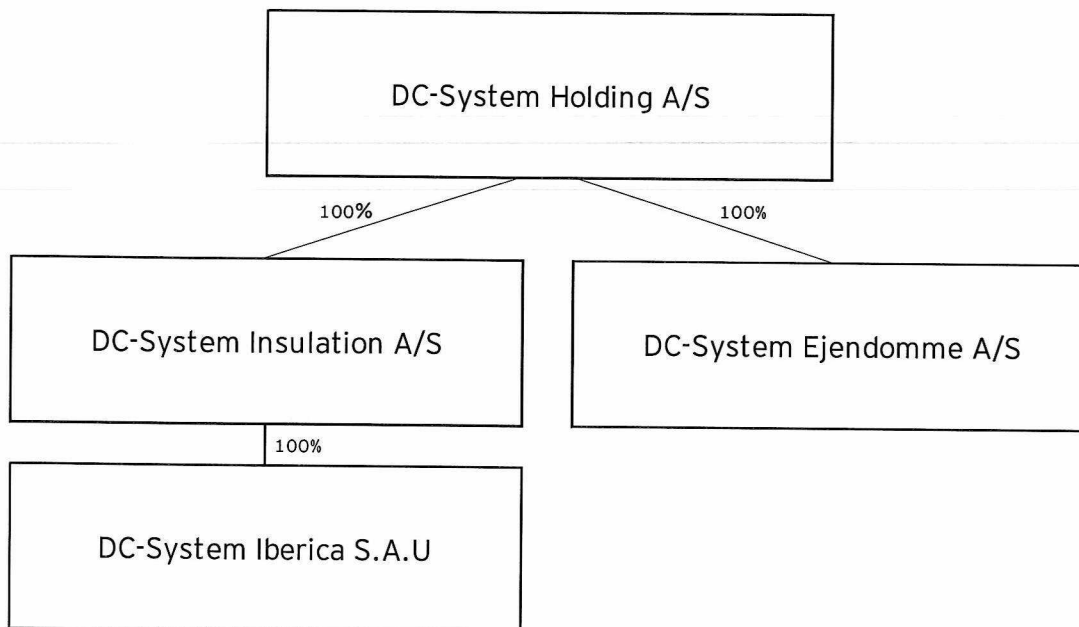 DC-System Holding A/S
100%
100%
DC-System Insulation A/S
DC-System Ejendomme A/S
100%
DC-System Iberica S.A.U